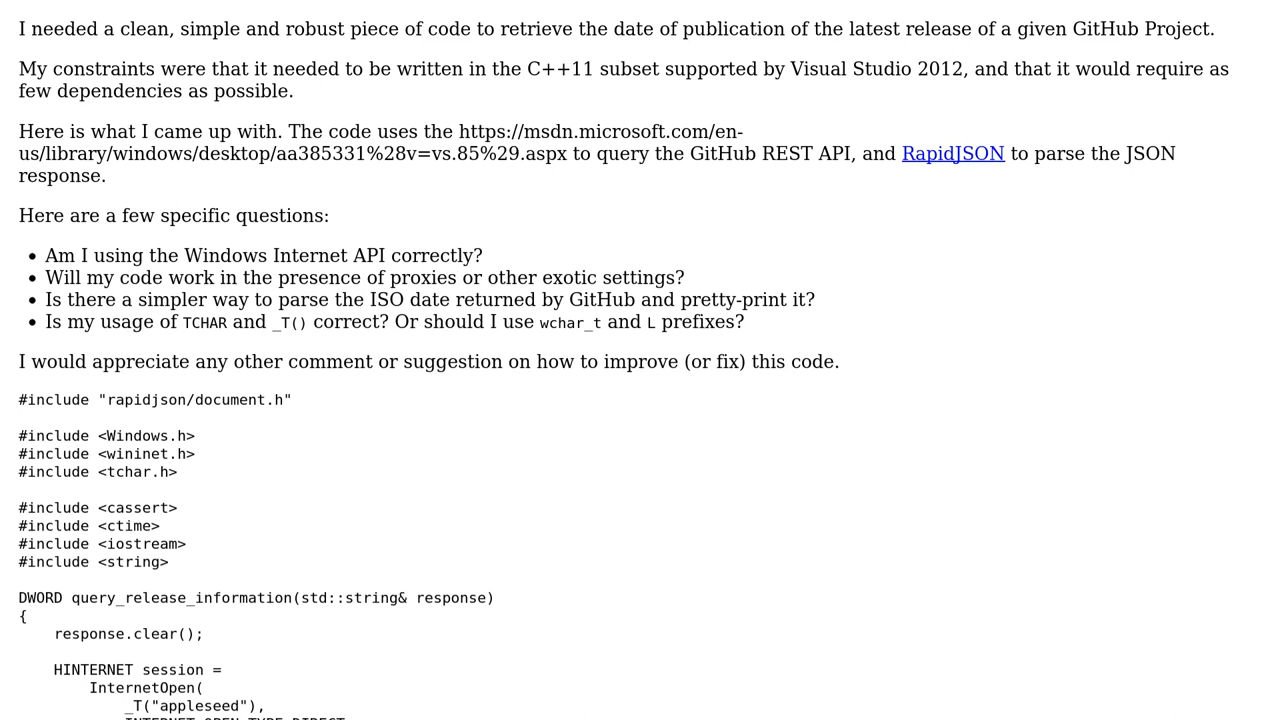 I needed a clean, simple and robust piece of code to retrieve the date of publication of the latest release of a given GitHub Project.
My constraints were that it needed to be written in the C++11 subset supported by Visual Studio 2012, and that it would require as
few dependencies as possible.
Here is what I came up with. The code uses the https://msdn.microsoft.com/en-
us/library/windows/desktop/aa385331%28v=vs.85%29.aspx to query the GitHub REST API, and RapidJSON to parse the JSON
response.
Here are a few specific questions:
• Am I using the Windows Internet API correctly?
• Will my code work in the presence of proxies or other exotic settings?
• Is there a simpler way to parse the ISO date returned by GitHub and pretty-print it?
• Is my usage of TCHAR and _T() correct? Or should I use wchar_t and L prefixes?
I would appreciate any other comment or suggestion on how to improve (or fix) this code.
#include "rapidjson/document.h"
#include <Windows.h>
#include <wininet.h>
#include <tchar.h>
#include <cassert>
#include <ctime>
#include <iostream>
#include <string>
DWORD query_release_information(std::string& response)
{
    response.clear();
    HINTERNET session =
        InternetOpen(
            _T("appleseed"),
            INTERNET_OPEN_TYPE_DIRECT